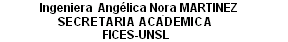 Ingeniera Angélica Nora MARTINEZ
SECRETARIA ACADEMICA
FICES-UNSL